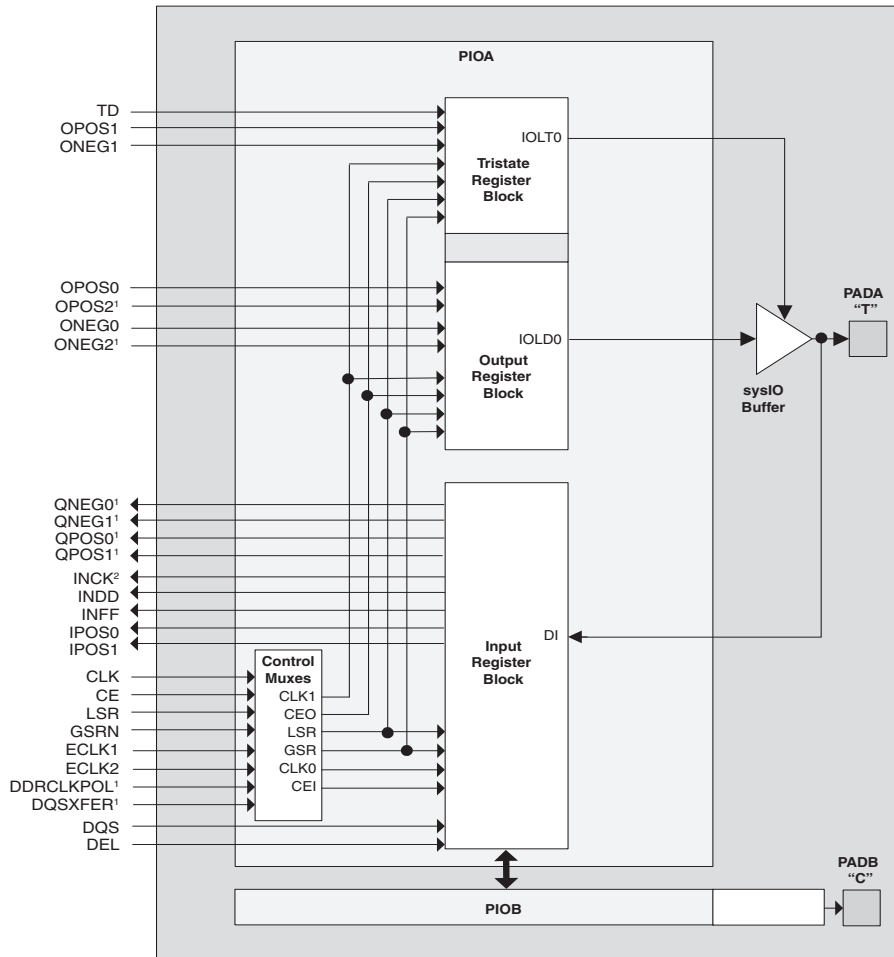 PIOA
TD
OPOS1
ONEG1
IOLT0
Tristate
Register
Block
OPOS0
OPOS2¹
ONEG0
ONEG2¹
IOLD0
Output
Register
Block
PADA
“T”
sysIO
Buffer
QNEG0¹
QNEG1¹
QPOS0¹
QPOS1¹
INCK²
INDD
INFF
IPOS0
IPOS1
DI
Input
Register
Block
Control
Muxes
CLK
CE
LSR
GSRN
ECLK1
ECLK2
DDRCLKPOL¹
DQSXFER¹
CLK1
CEO
LSR
GSR
CLK0
CEI
DQS
DEL
PADB
“C”
PIOB